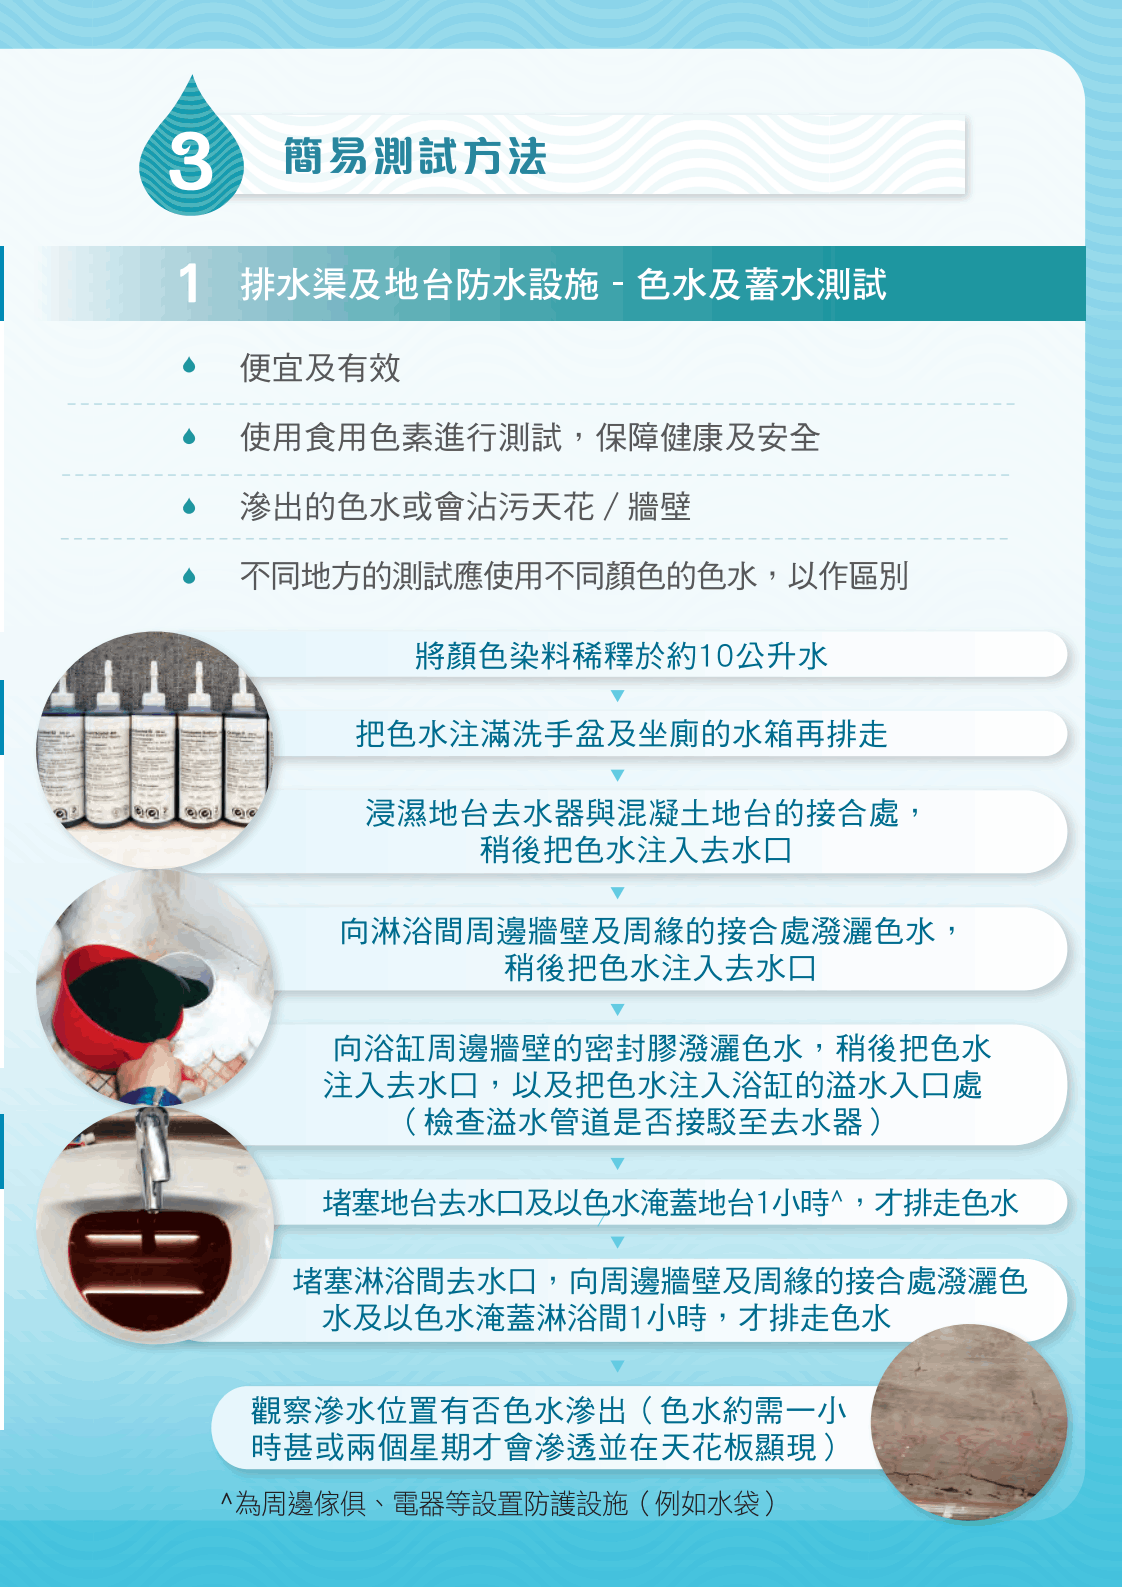 3
簡易測試方法
1 排水渠及地台防水設施 - 色水及蓄水測試
便宜及有效
使用食用色素進行測試，保障健康及安全
滲出的色水或會沾污天花 / 牆壁
不同地方的測試應使用不同顏色的色水，以作區別
將顏色染料稀釋於約10公升水
把色水注滿洗手盆及坐廁的水箱再排走
浸濕地台去水器與混凝土地台的接合處，
稍後把色水注入去水口
向淋浴間周邊牆壁及周緣的接合處潑灑色水，
稍後把色水注入去水口
向浴缸周邊牆壁的密封膠潑灑色水，稍後把色水
注入去水口，以及把色水注入浴缸的溢水入口處
（檢查溢水管道是否接駁至去水器）
堵塞地台去水口及以色水淹蓋地台1小時^，才排走色水
堵塞淋浴間去水口，向周邊牆壁及周緣的接合處潑灑色
水及以色水淹蓋淋浴間1小時，才排走色水
觀察滲水位置有否色水滲出（色水約需一小
時甚或兩個星期才會滲透並在天花板顯現）
^為周邊傢俱、電器等設置防護設施（例如水袋）